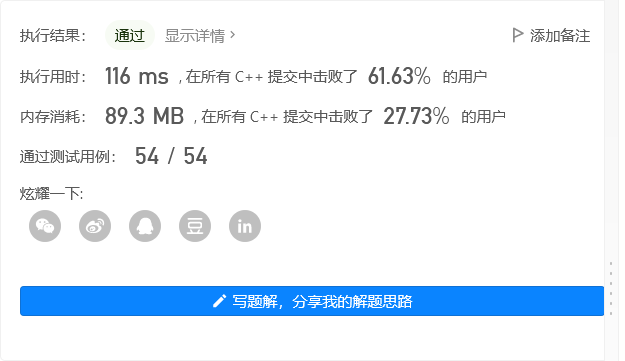 执行结果： 通过 显示详情 > 添加备注
执行用时： 116 ms , 在所有 C++ 提交中击败了 61.63% 的用户
内存消耗： 89.3 MB , 在所有 C++ 提交中击败了 27.73% 的用户
通过测试用例： 54 / 54
炫耀一下:
豆 in
写题解，分享我的解题思路